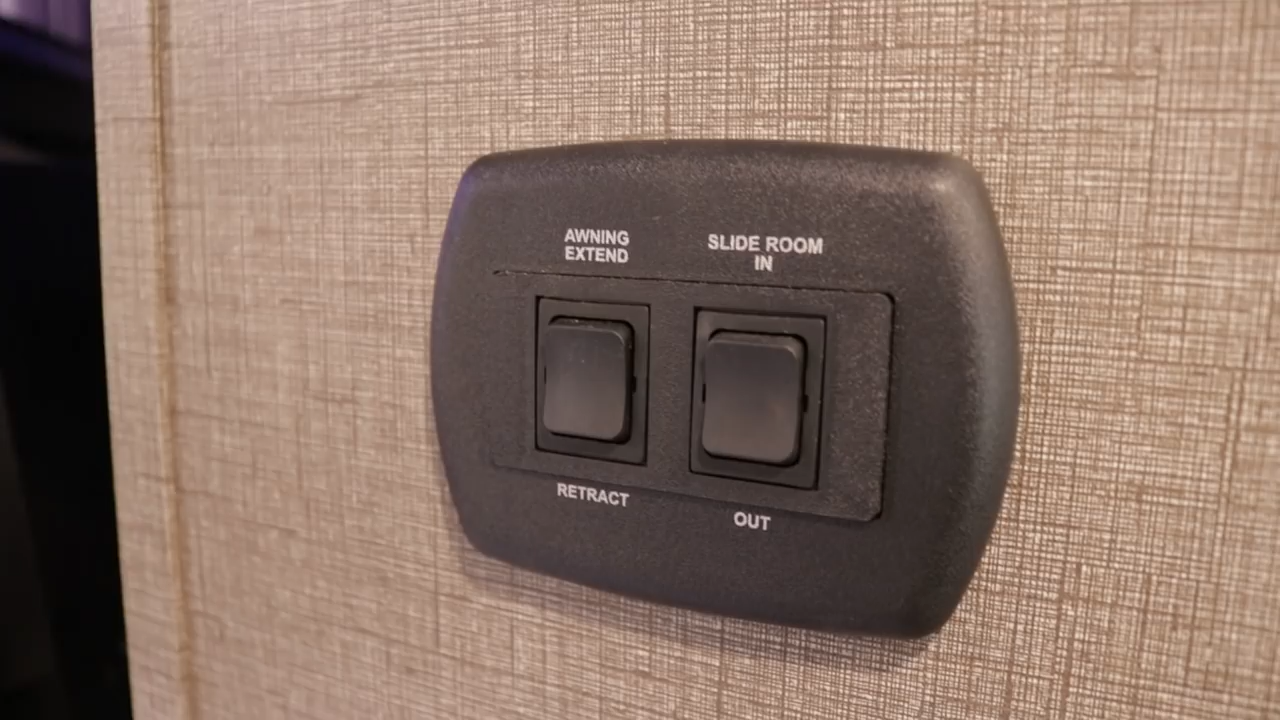 AWNING
EXTEND
SLIDE ROOM
IN
RETRACT
OUT